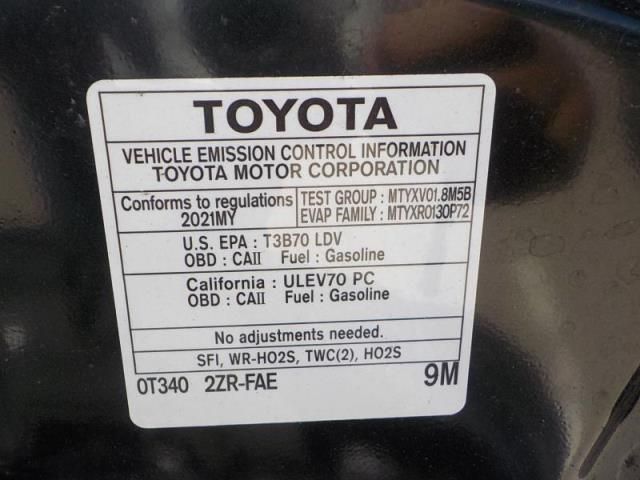 TOYOTA
VEHICLE EMISSION CONTROL INFORMATION
TOYOTA MOTOR CORPORATION
Conforms to regulations
2021MY
TEST GROUP : MTYXV01.8M5B
EVAP FAMILY : MTYXR0130P72
U.S. EPA : T3B70 LDV
OBD : CAII Fuel : Gasoline
California : ULEV70 PC
OBD : CAII Fuel : Gasoline
No adjustments needed.
SFI, WR-HO2S, TWC(2), HO2S
0T340 2ZR-FAE 9M